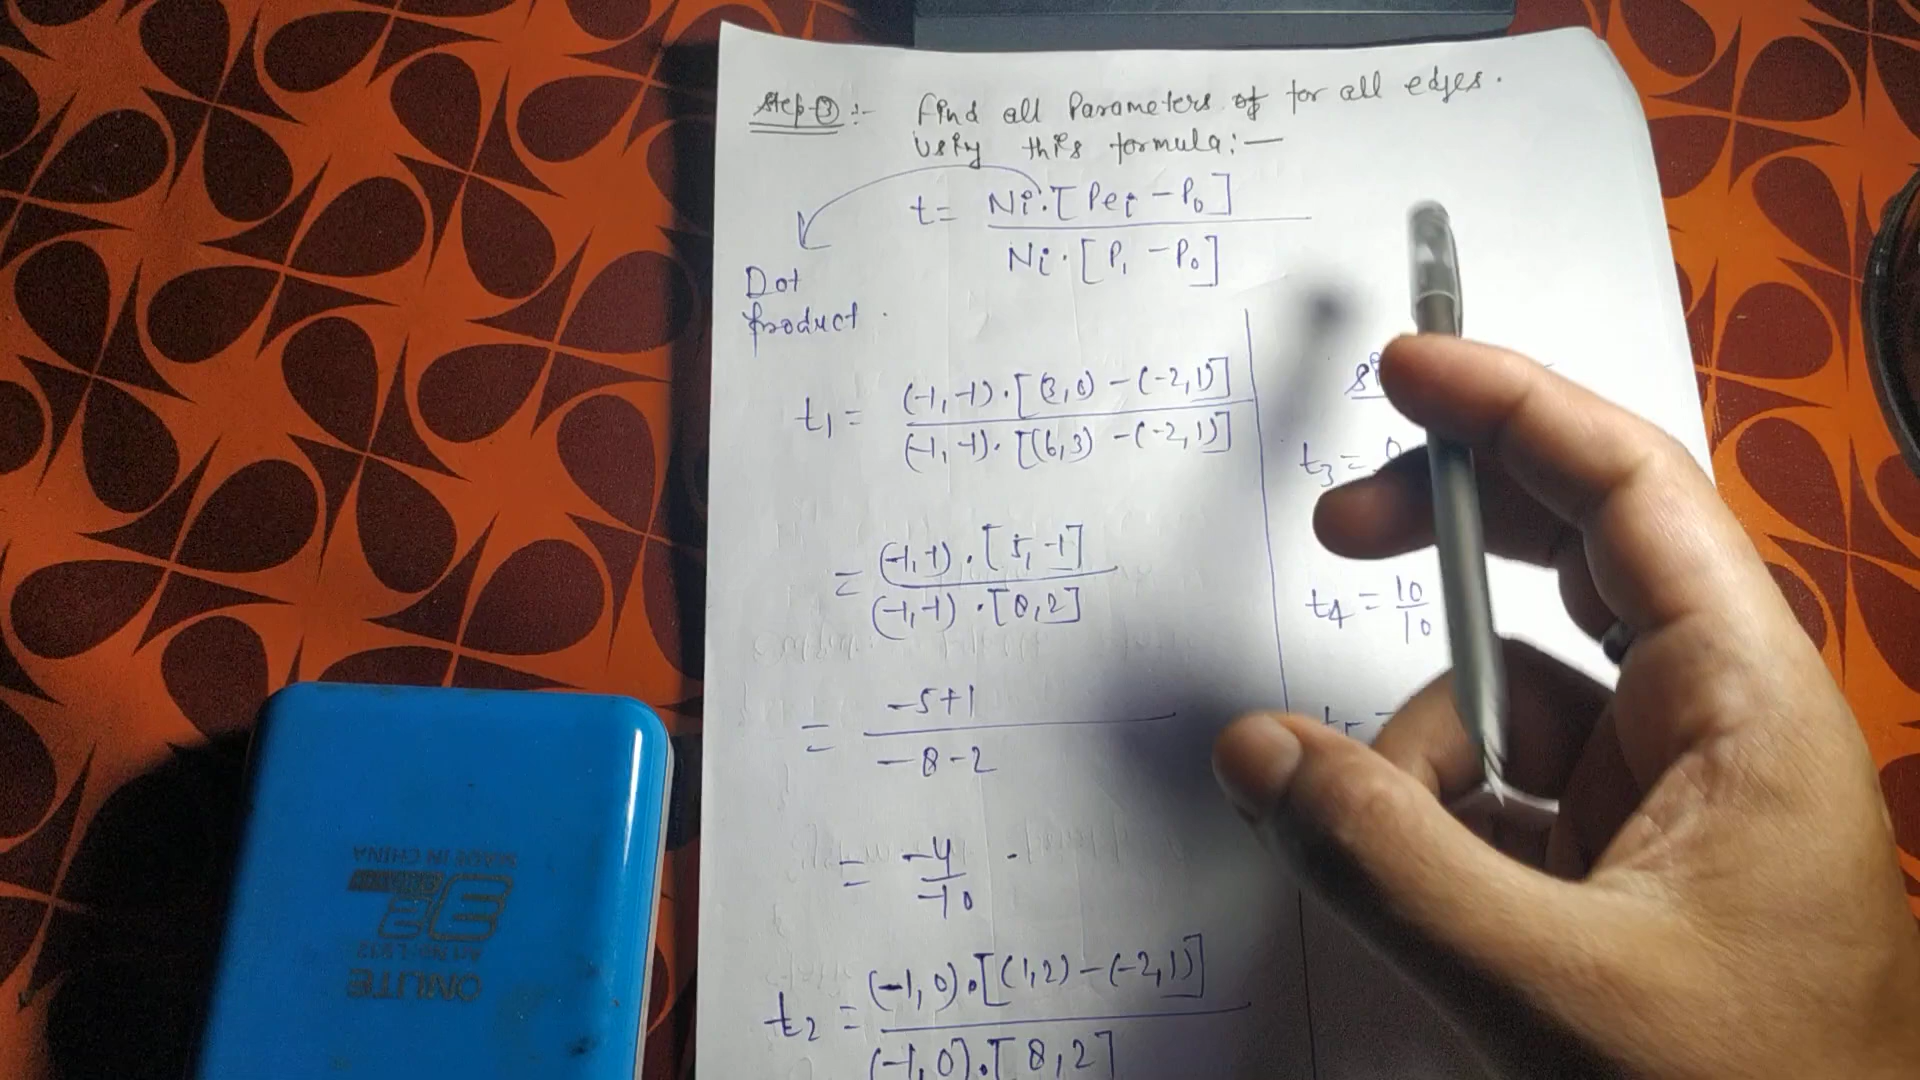 Step-③ :-
Find all Parameters of for all edges.
using this formula:—
t = Ni.[Pei - P0]
Ni.[P1 - P0]
Dot
product.
t1 = (-1,-1).[(3,0) - (-2,1)]
(-1,-1).[(6,3) - (-2,1)]
= (-1,-1).[5,-1]
(-1,-1).[8,2]
= -5+1
-8-2
= -4
-10
t2 = (-1,0).[(1,2)-(-2,1)]
(-1,0).[8,2]
t3 =
t4 = 10
10
MADE IN CHINA
ONLITE